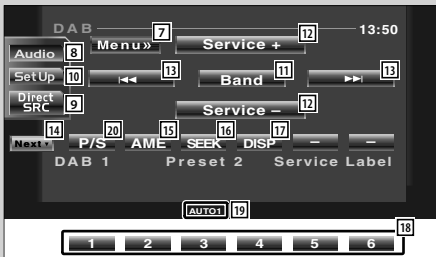 DAB 13:50
7 12
Menu» Service +
Audio 8
SetUp 10 13 11 13
|◀◀ Band ▶▶|
Direct SRC 9 12
Service –
14 20 15 16 17
Next▼ P/S AME SEEK DISP – –
DAB 1 Preset 2 Service Label
AUTO1 19
18
1 2 3 4 5 6